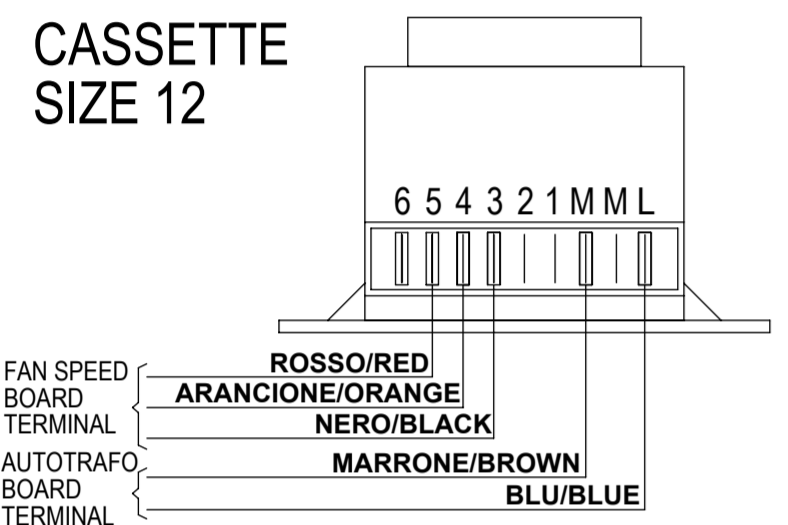 CASSETTE
SIZE 12
6 5 4 3 2 1 M M L
FAN SPEED
BOARD
TERMINAL
ROSSO/RED
ARANCIONE/ORANGE
NERO/BLACK
AUTOTRAFO
BOARD
TERMINAL
MARRONE/BROWN
BLU/BLUE